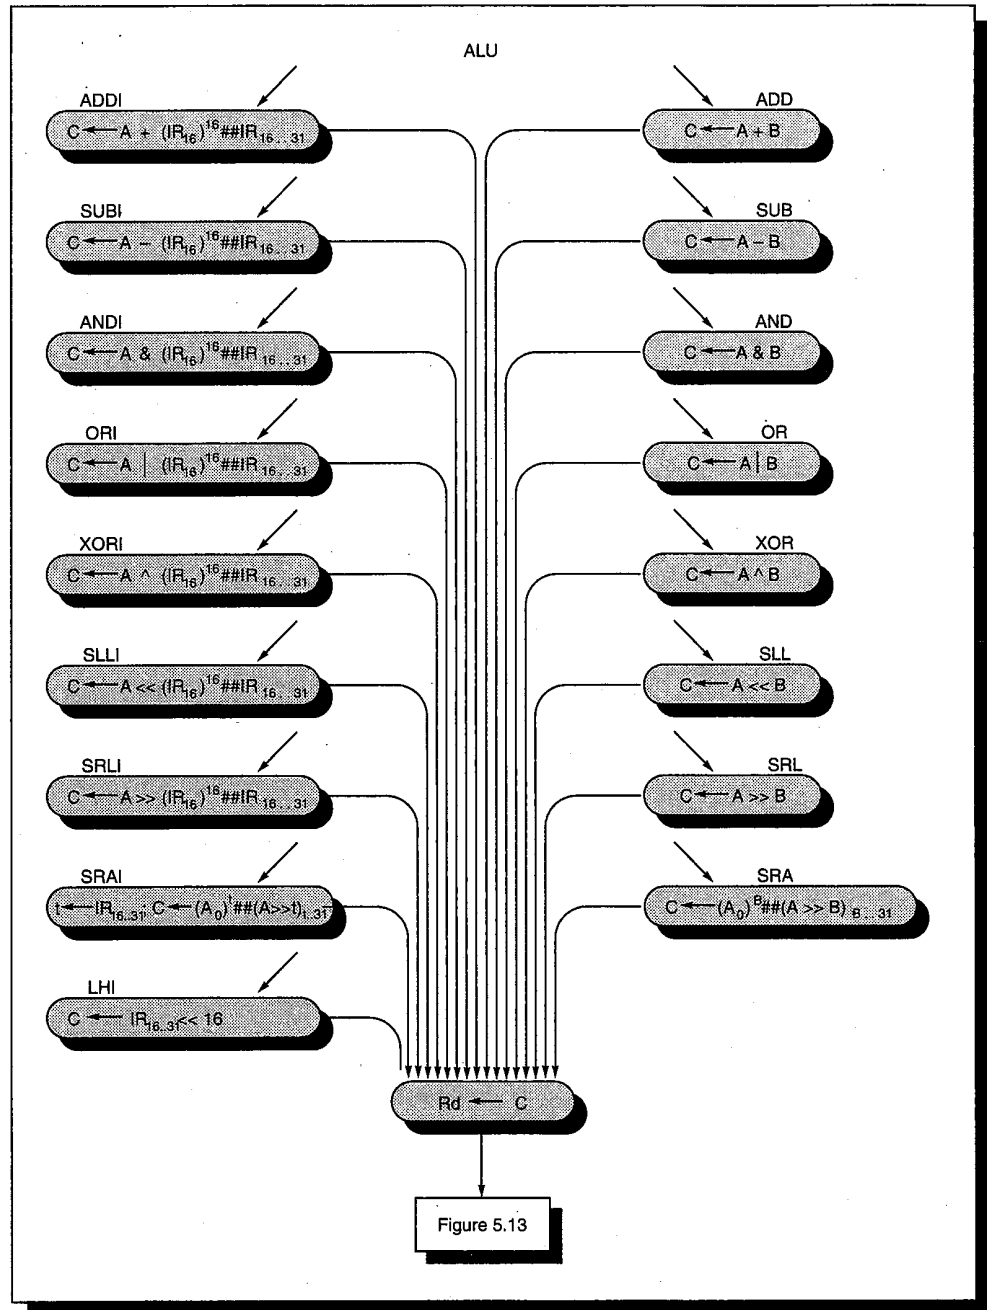 ALU
ADDI
C ← A + (IR₁₆)¹⁶##IR₁₆..₃₁
SUBI
C ← A – (IR₁₆)¹⁶##IR₁₆..₃₁
ANDI
C ← A & (IR₁₆)¹⁶##IR₁₆..₃₁
ORI
C ← A | (IR₁₆)¹⁶##IR₁₆..₃₁
XORI
C ← A ^ (IR₁₆)¹⁶##IR₁₆..₃₁
SLLI
C ← A << (IR₁₆)¹⁶##IR₁₆..₃₁
SRLI
C ← A >> (IR₁₆)¹⁶##IR₁₆..₃₁
SRAI
t ← IR₁₆..₃₁; C ← (A₀)ᵗ##(A>>t)ₜ..₃₁
LHI
C ← IR₁₆..₃₁<< 16
ADD
C ← A + B
SUB
C ← A – B
AND
C ← A & B
OR
C ← A | B
XOR
C ← A ^ B
SLL
C ← A << B
SRL
C ← A >> B
SRA
C ← (A₀)ᴮ##(A >> B) B...₃₁
Rd ← C
Figure 5.13